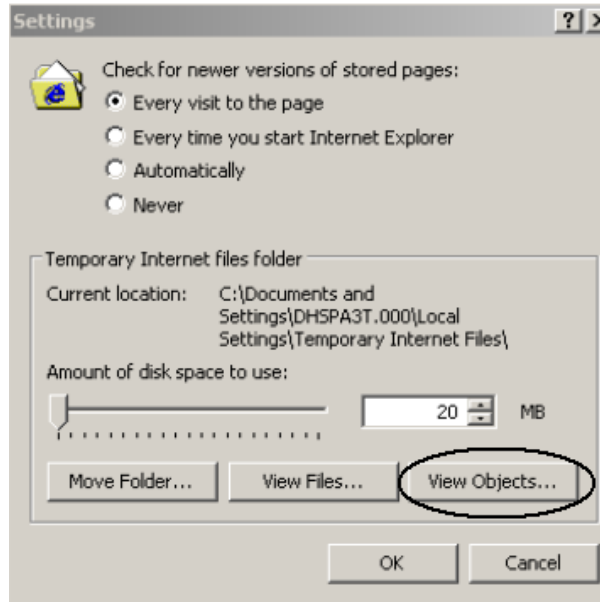 Settings
Check for newer versions of stored pages:
Every visit to the page
Every time you start Internet Explorer
Automatically
Never
Temporary Internet files folder
Current location: C:\Documents and
Settings\DHSPA3T.000\Local
Settings\Temporary Internet Files\
Amount of disk space to use:
20 MB
Move Folder... View Files... View Objects...
OK Cancel